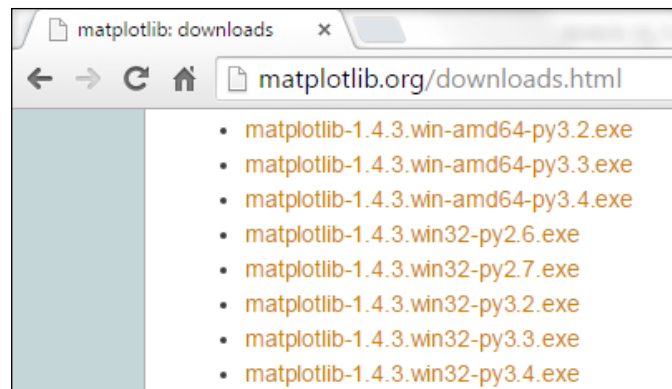 matplotlib: downloads
matplotlib.org/downloads.html
matplotlib-1.4.3.win-amd64-py3.2.exe
matplotlib-1.4.3.win-amd64-py3.3.exe
matplotlib-1.4.3.win-amd64-py3.4.exe
matplotlib-1.4.3.win32-py2.6.exe
matplotlib-1.4.3.win32-py2.7.exe
matplotlib-1.4.3.win32-py3.2.exe
matplotlib-1.4.3.win32-py3.3.exe
matplotlib-1.4.3.win32-py3.4.exe